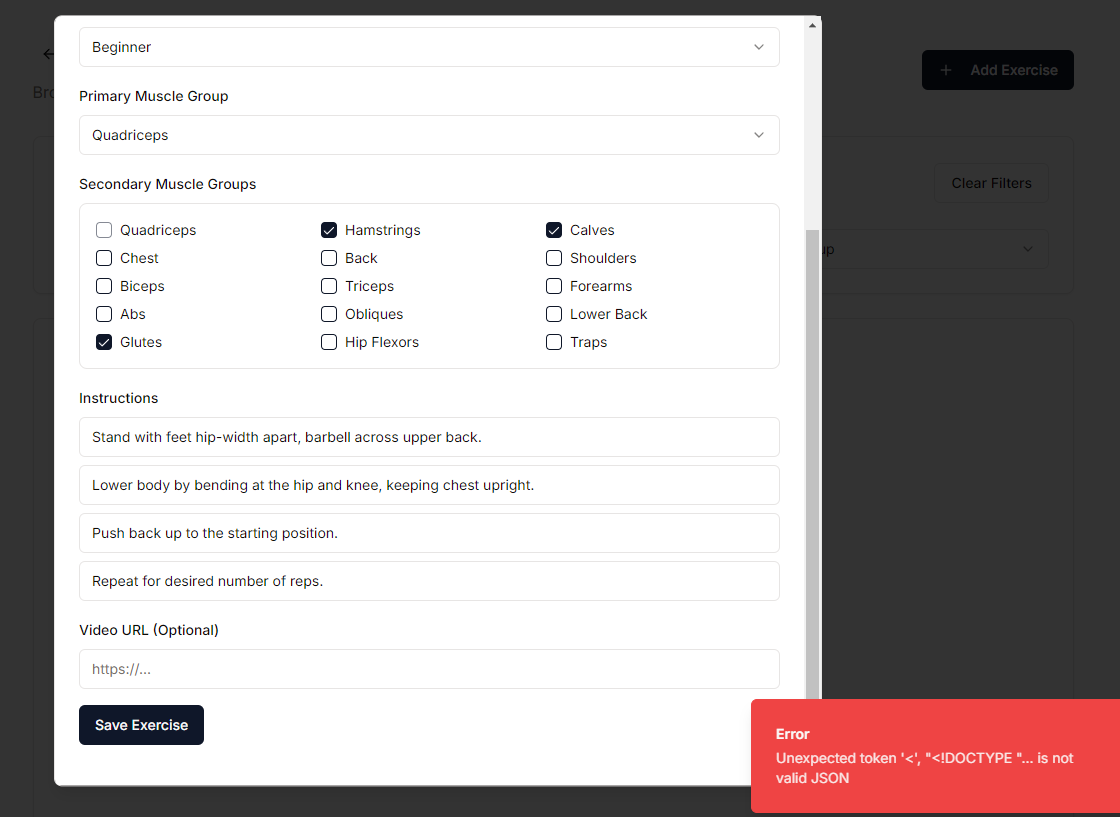 Beginner
Add Exercise
Primary Muscle Group
Quadriceps
Clear Filters
Secondary Muscle Groups
Quadriceps
Hamstrings
Calves
Chest
Back
Shoulders
Biceps
Triceps
Forearms
Abs
Obliques
Lower Back
Glutes
Hip Flexors
Traps
Instructions
Stand with feet hip-width apart, barbell across upper back.
Lower body by bending at the hip and knee, keeping chest upright.
Push back up to the starting position.
Repeat for desired number of reps.
Video URL (Optional)
https://...
Save Exercise
Error
Unexpected token '<', "<!DOCTYPE "... is not
valid JSON